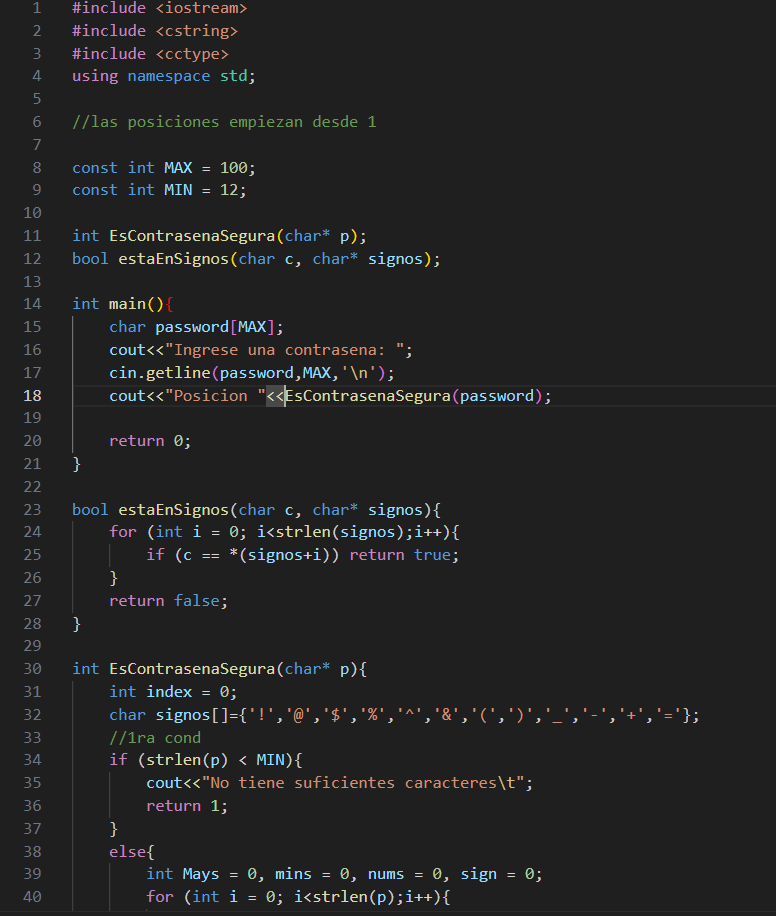 1 #include <iostream>
2 #include <cstring>
3 #include <cctype>
4 using namespace std;
5
6 //las posiciones empiezan desde 1
7
8 const int MAX = 100;
9 const int MIN = 12;
10
11 int EsContrasenaSegura(char* p);
12 bool estaEnSignos(char c, char* signos);
13
14 int main(){
15     char password[MAX];
16     cout<<"Ingrese una contrasena: ";
17     cin.getline(password,MAX,'\n');
18     cout<<"Posicion "<<EsContrasenaSegura(password);
19
20     return 0;
21 }
22
23 bool estaEnSignos(char c, char* signos){
24     for (int i = 0; i<strlen(signos);i++){
25         if (c == *(signos+i)) return true;
26     }
27     return false;
28 }
29
30 int EsContrasenaSegura(char* p){
31     int index = 0;
32     char signos[]={'!','@','$','%','^','&','(',')','_','-','+','='};
33     //1ra cond
34     if (strlen(p) < MIN){
35         cout<<"No tiene suficientes caracteres\t";
36         return 1;
37     }
38     else{
39         int Mays = 0, mins = 0, nums = 0, sign = 0;
40         for (int i = 0; i<strlen(p);i++){